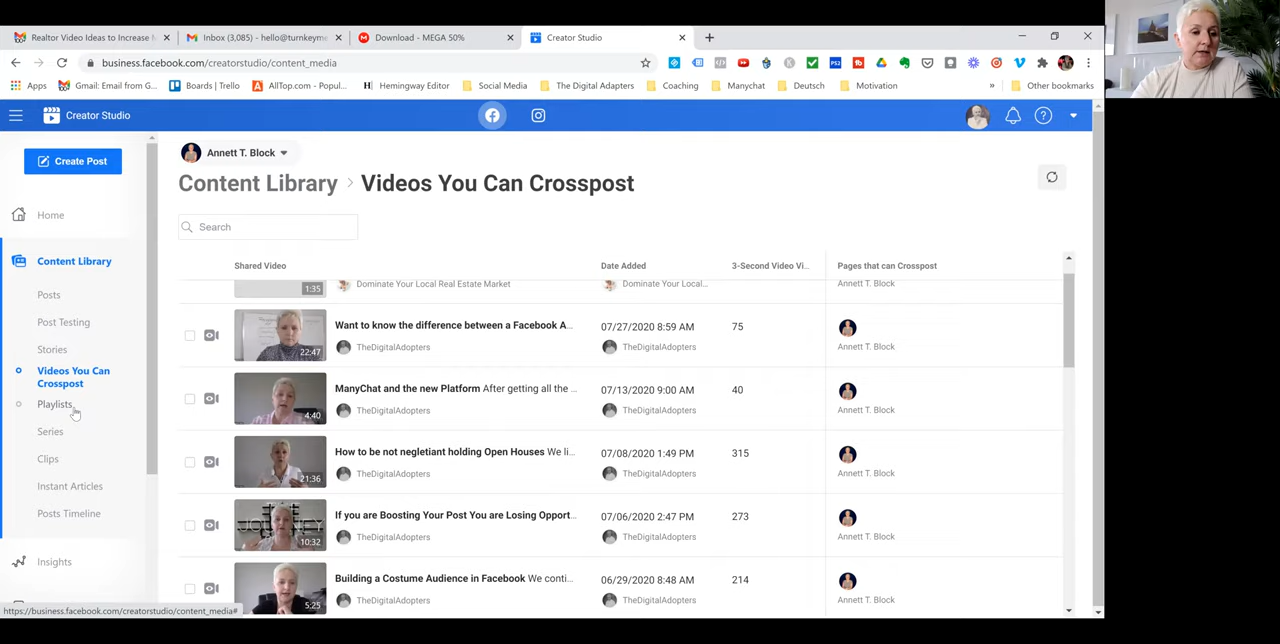 Realtor Video Ideas to Increase M
Inbox (3,085) - hello@turnkeyme
Download - MEGA 50%
Creator Studio
business.facebook.com/creatorstudio/content_media
Apps
Gmail: Email from G...
Boards | Trello
AllTop.com - Popul...
Hemingway Editor
Social Media
The Digital Adapters
Coaching
Manychat
Deutsch
Motivation
»
Other bookmarks
Creator Studio
Create Post
Home
Content Library
Posts
Post Testing
Stories
Videos You Can
Crosspost
Playlists
Series
Clips
Instant Articles
Posts Timeline
Insights
https://business.facebook.com/creatorstudio/content_media#
Annett T. Block
Content Library > Videos You Can Crosspost
Search
Shared Video Date Added 3-Second Video Vi... Pages that can Crosspost
1:35 Dominate Your Local Real Estate Market Dominate Your Local... Annett T. Block
Want to know the difference between a Facebook A... 07/27/2020 8:59 AM 75
22:47 TheDigitalAdopters TheDigitalAdopters Annett T. Block
ManyChat and the new Platform After getting all the ... 07/13/2020 9:00 AM 40
4:40 TheDigitalAdopters TheDigitalAdopters Annett T. Block
How to be not negletiant holding Open Houses We li... 07/08/2020 1:49 PM 315
21:36 TheDigitalAdopters TheDigitalAdopters Annett T. Block
If you are Boosting Your Post You are Losing Opport... 07/06/2020 2:47 PM 273
10:32 TheDigitalAdopters TheDigitalAdopters Annett T. Block
Building a Costume Audience in Facebook We conti... 06/29/2020 8:48 AM 214
5:25 TheDigitalAdopters TheDigitalAdopters Annett T. Block